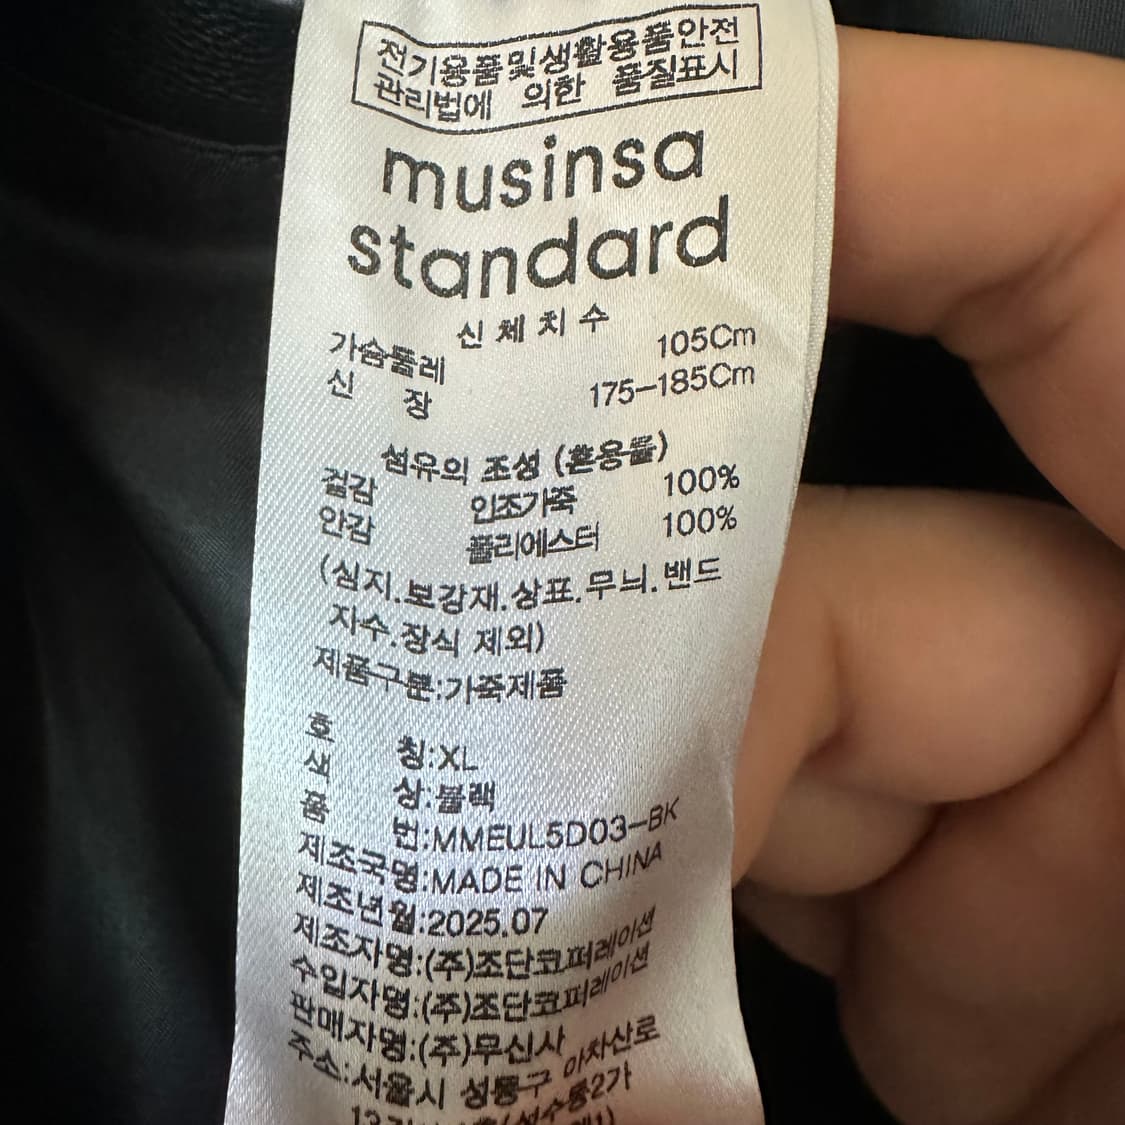 전기용품및생활용품안전
관리법에 의한 품질표시
musinsa
standard
신체치수
가슴둘레 105Cm
신 장 175-185Cm
섬유의 조성 (혼용률)
겉감 인조가죽 100%
안감 폴리에스터 100%
(심지.보강재.상표.무늬.밴드
자수.장식 제외)
제품구분:가죽제품
호 칭:XL
색 상:블랙
품 번:MMEUL5D03-BK
제조국명:MADE IN CHINA
제조년월:2025.07
제조자명:(주)조단코퍼레이션
수입자명:(주)조단코퍼레이션
판매자명:(주)무신사
주소:서울시 성동구 아차산로
(성수동2가